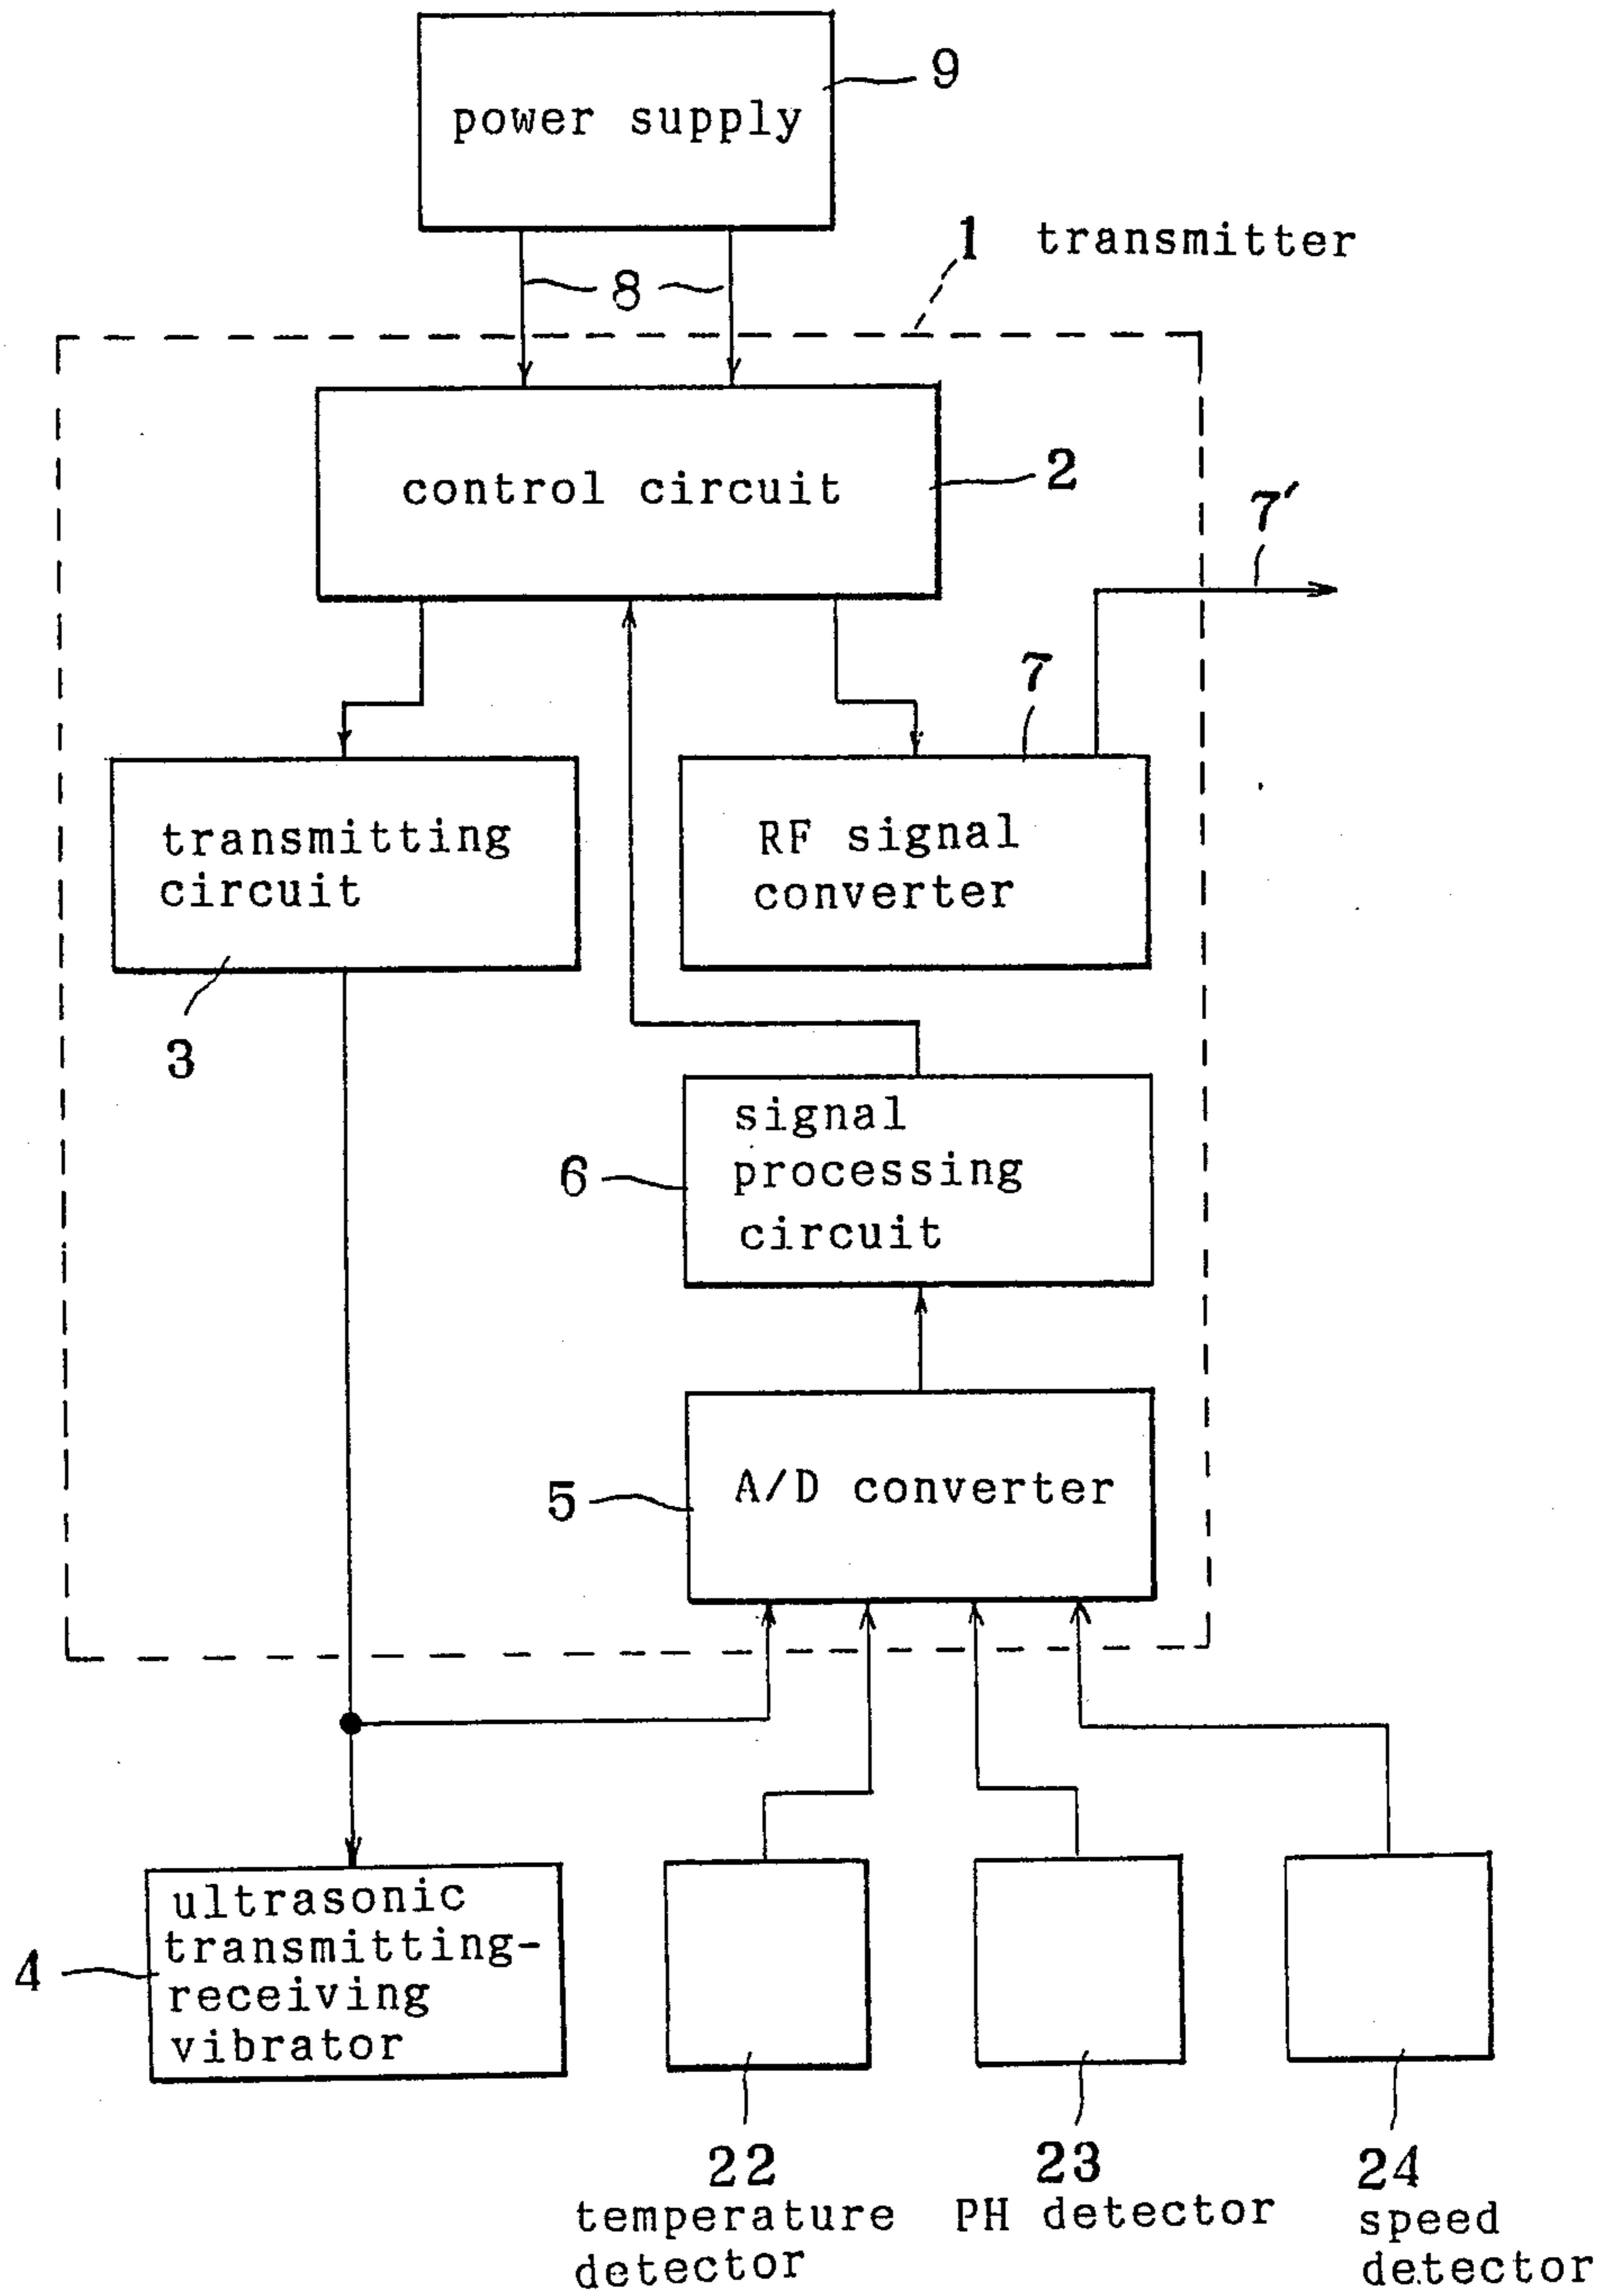 9
power supply
1 transmitter
8
control circuit
2
7'
7
transmitting
circuit
RF signal
converter
3
signal
processing
circuit
6
A/D converter
5
ultrasonic
transmitting-
receiving
vibrator
4
22
temperature
detector
23
PH detector
24
speed
detector